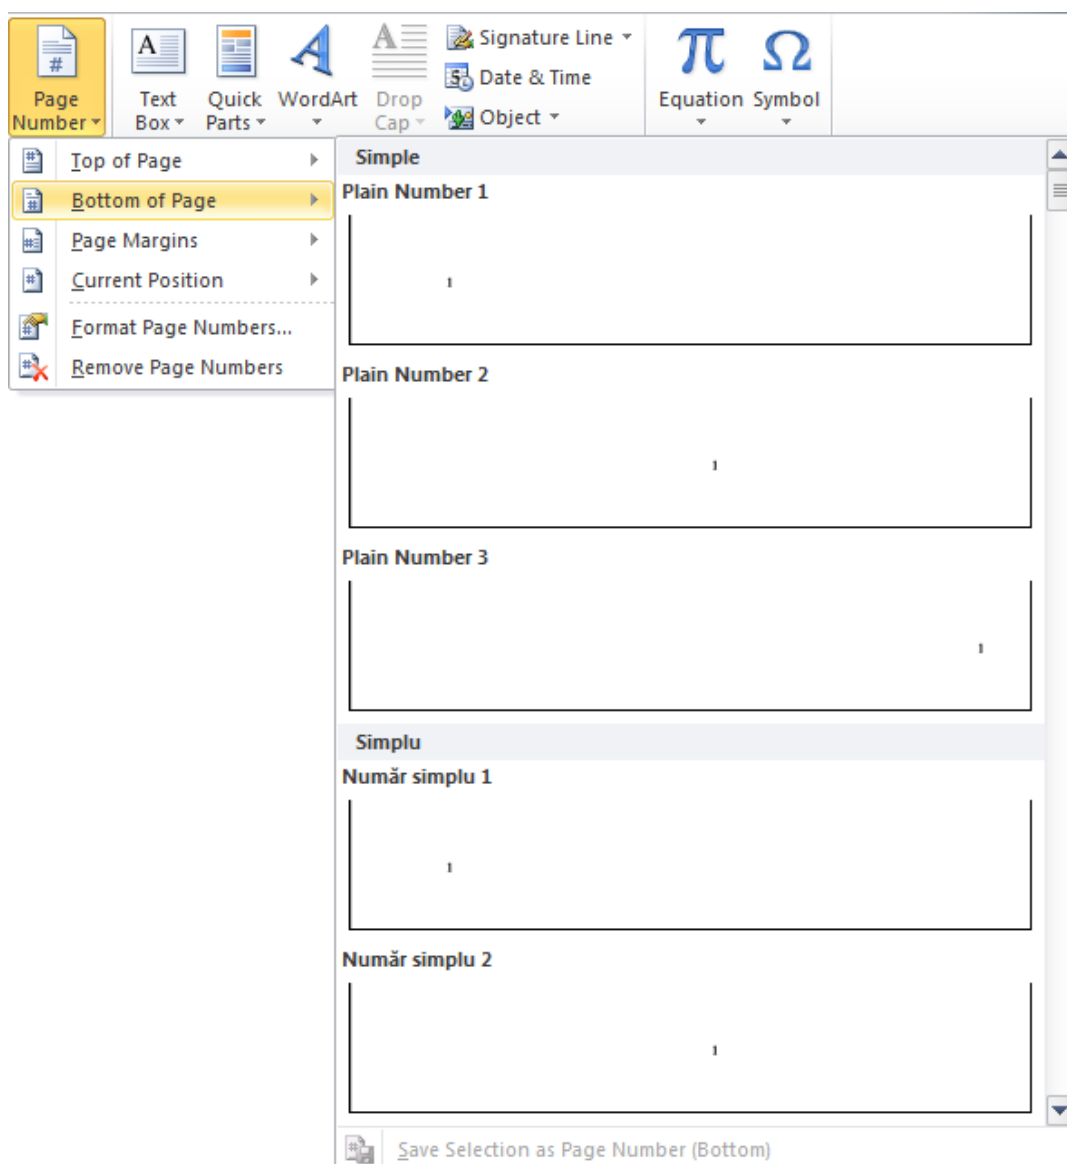 Page Number
Text Box
Quick Parts
WordArt
Drop Cap
Signature Line
Date & Time
Object
Equation
Symbol
Top of Page
Bottom of Page
Page Margins
Current Position
Format Page Numbers...
Remove Page Numbers
Simple
Plain Number 1
1
Plain Number 2
1
Plain Number 3
1
Simplu
Număr simplu 1
1
Număr simplu 2
1
Save Selection as Page Number (Bottom)